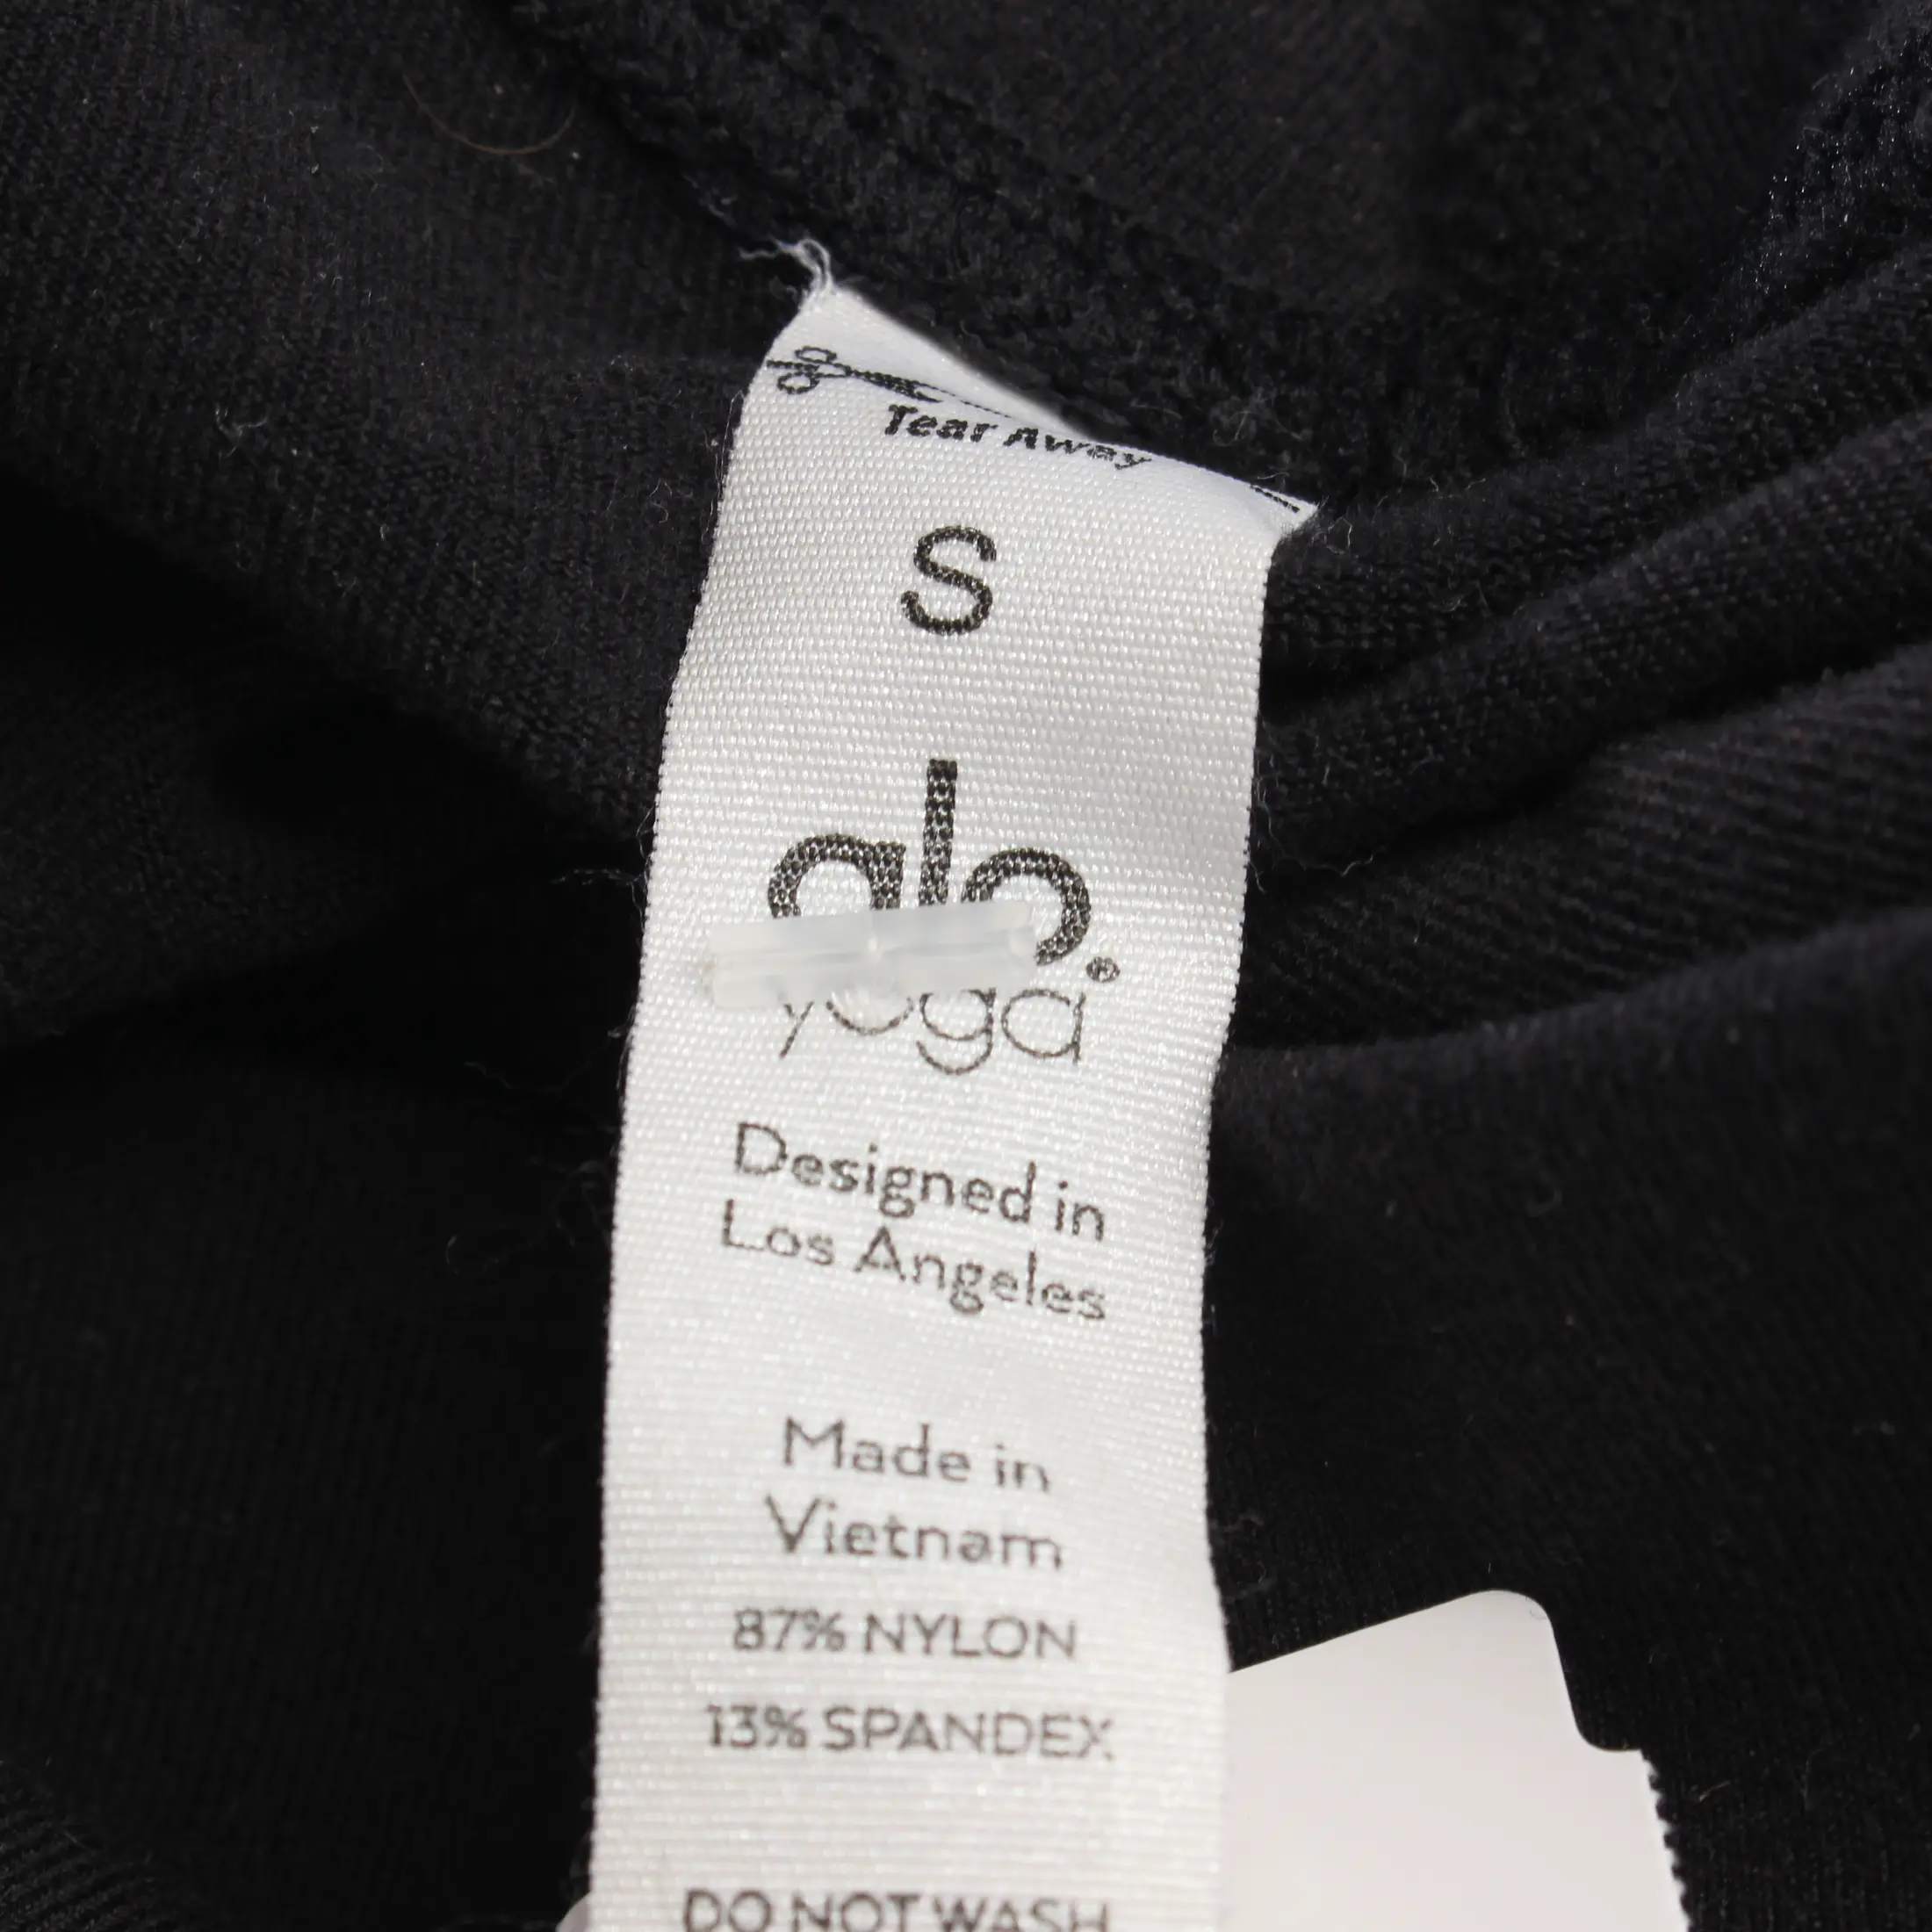 Tear Away
S
alo®
yoga
Designed in
Los Angeles
Made in
Vietnam
87% NYLON
13% SPANDEX
DO NOT WASH